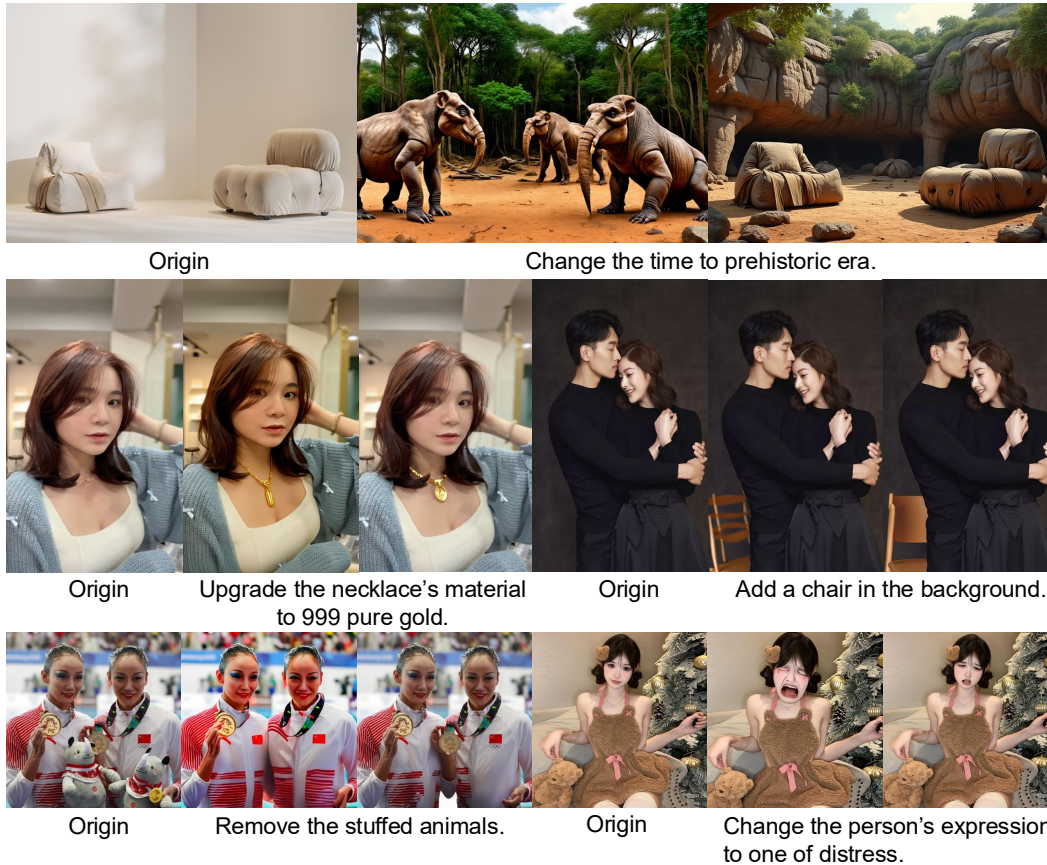 Origin
Change the time to prehistoric era.
Origin
Upgrade the necklace's material
to 999 pure gold.
Origin
Add a chair in the background.
Origin
Remove the stuffed animals.
Origin
Change the person's expression
to one of distress.